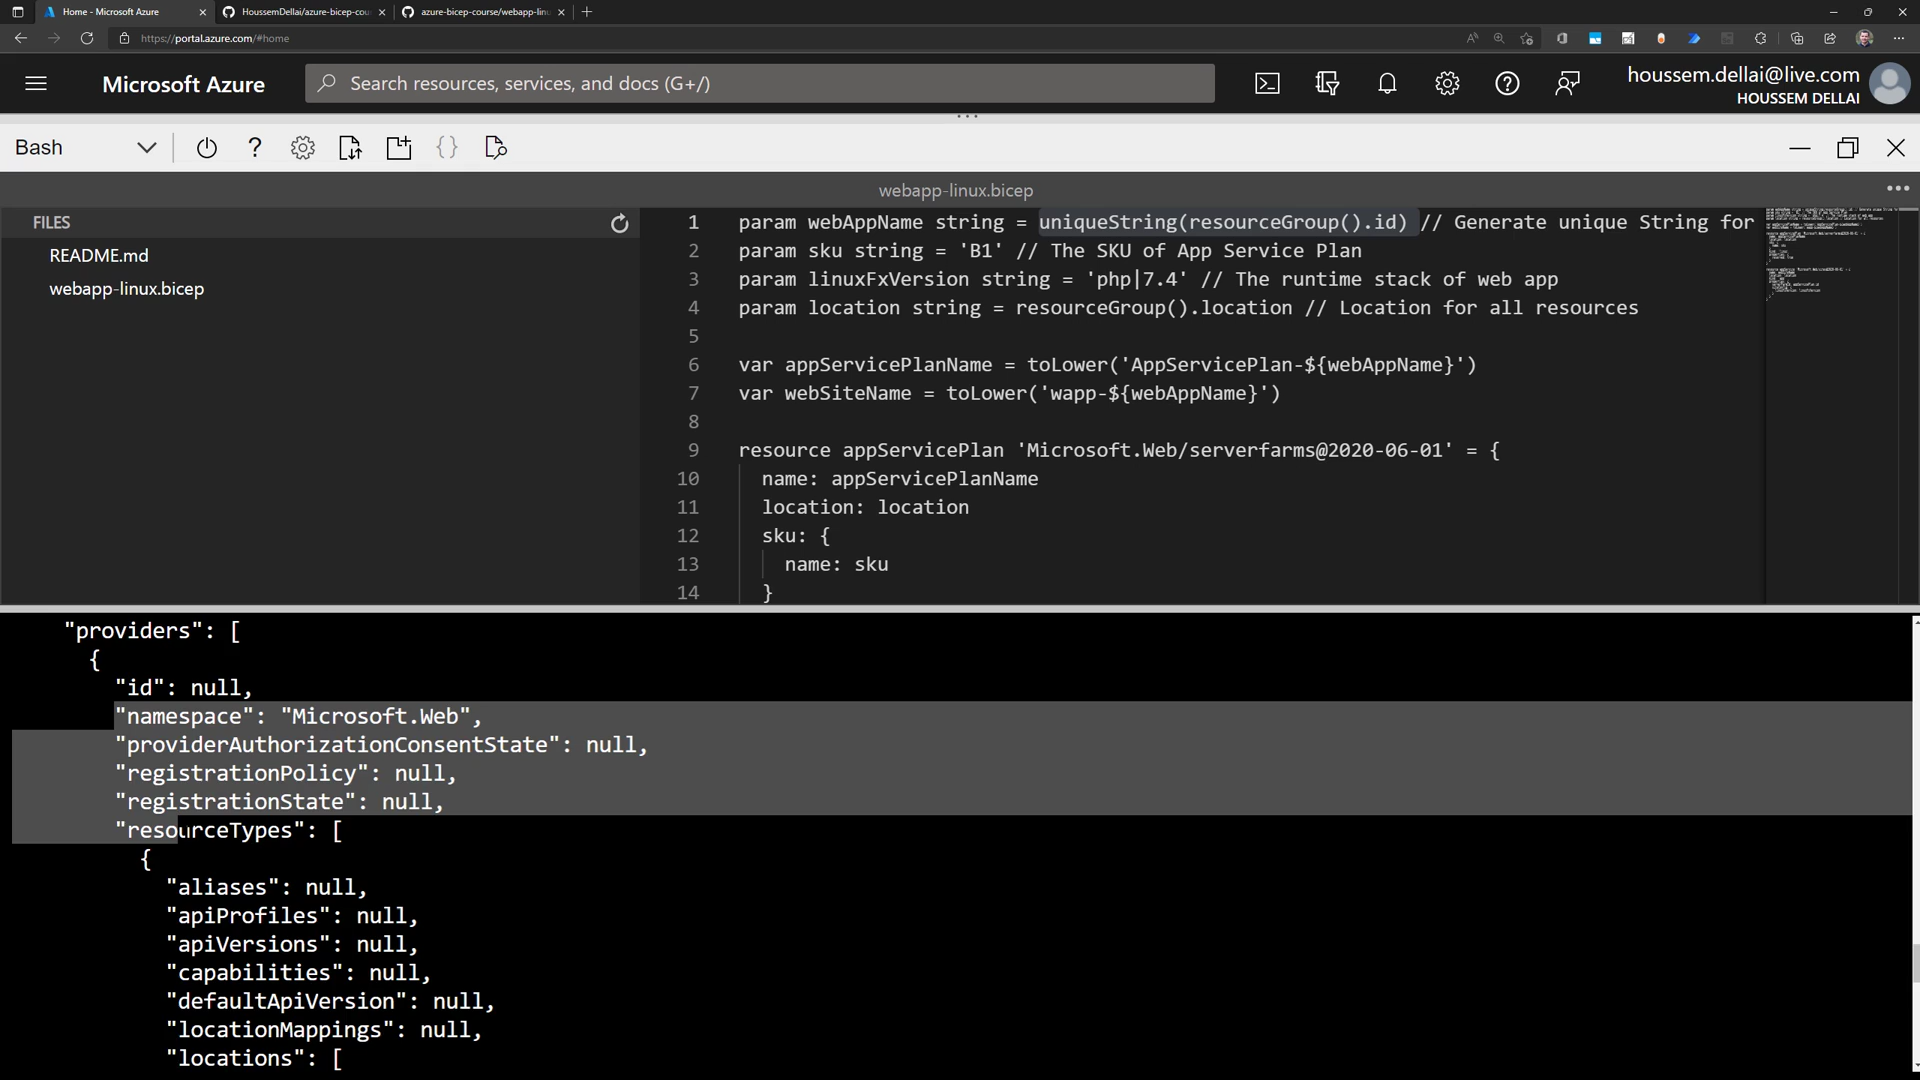 Home - Microsoft Azure
HoussemDellai/azure-bicep-cou
azure-bicep-course/webapp-lin
https://portal.azure.com/#home
Microsoft Azure
Search resources, services, and docs (G+/)
houssem.dellai@live.com
HOUSSEM DELLAI
Bash
webapp-linux.bicep
FILES
README.md
webapp-linux.bicep
1 param webAppName string = uniqueString(resourceGroup().id) // Generate unique String for
2 param sku string = 'B1' // The SKU of App Service Plan
3 param linuxFxVersion string = 'php|7.4' // The runtime stack of web app
4 param location string = resourceGroup().location // Location for all resources
5
6 var appServicePlanName = toLower('AppServicePlan-${webAppName}')
7 var webSiteName = toLower('wapp-${webAppName}')
8
9 resource appServicePlan 'Microsoft.Web/serverfarms@2020-06-01' = {
10 name: appServicePlanName
11 location: location
12 sku: {
13 name: sku
14 }
"providers": [
{
"id": null,
"namespace": "Microsoft.Web",
"providerAuthorizationConsentState": null,
"registrationPolicy": null,
"registrationState": null,
"resourceTypes": [
{
"aliases": null,
"apiProfiles": null,
"apiVersions": null,
"capabilities": null,
"defaultApiVersion": null,
"locationMappings": null,
"locations": [